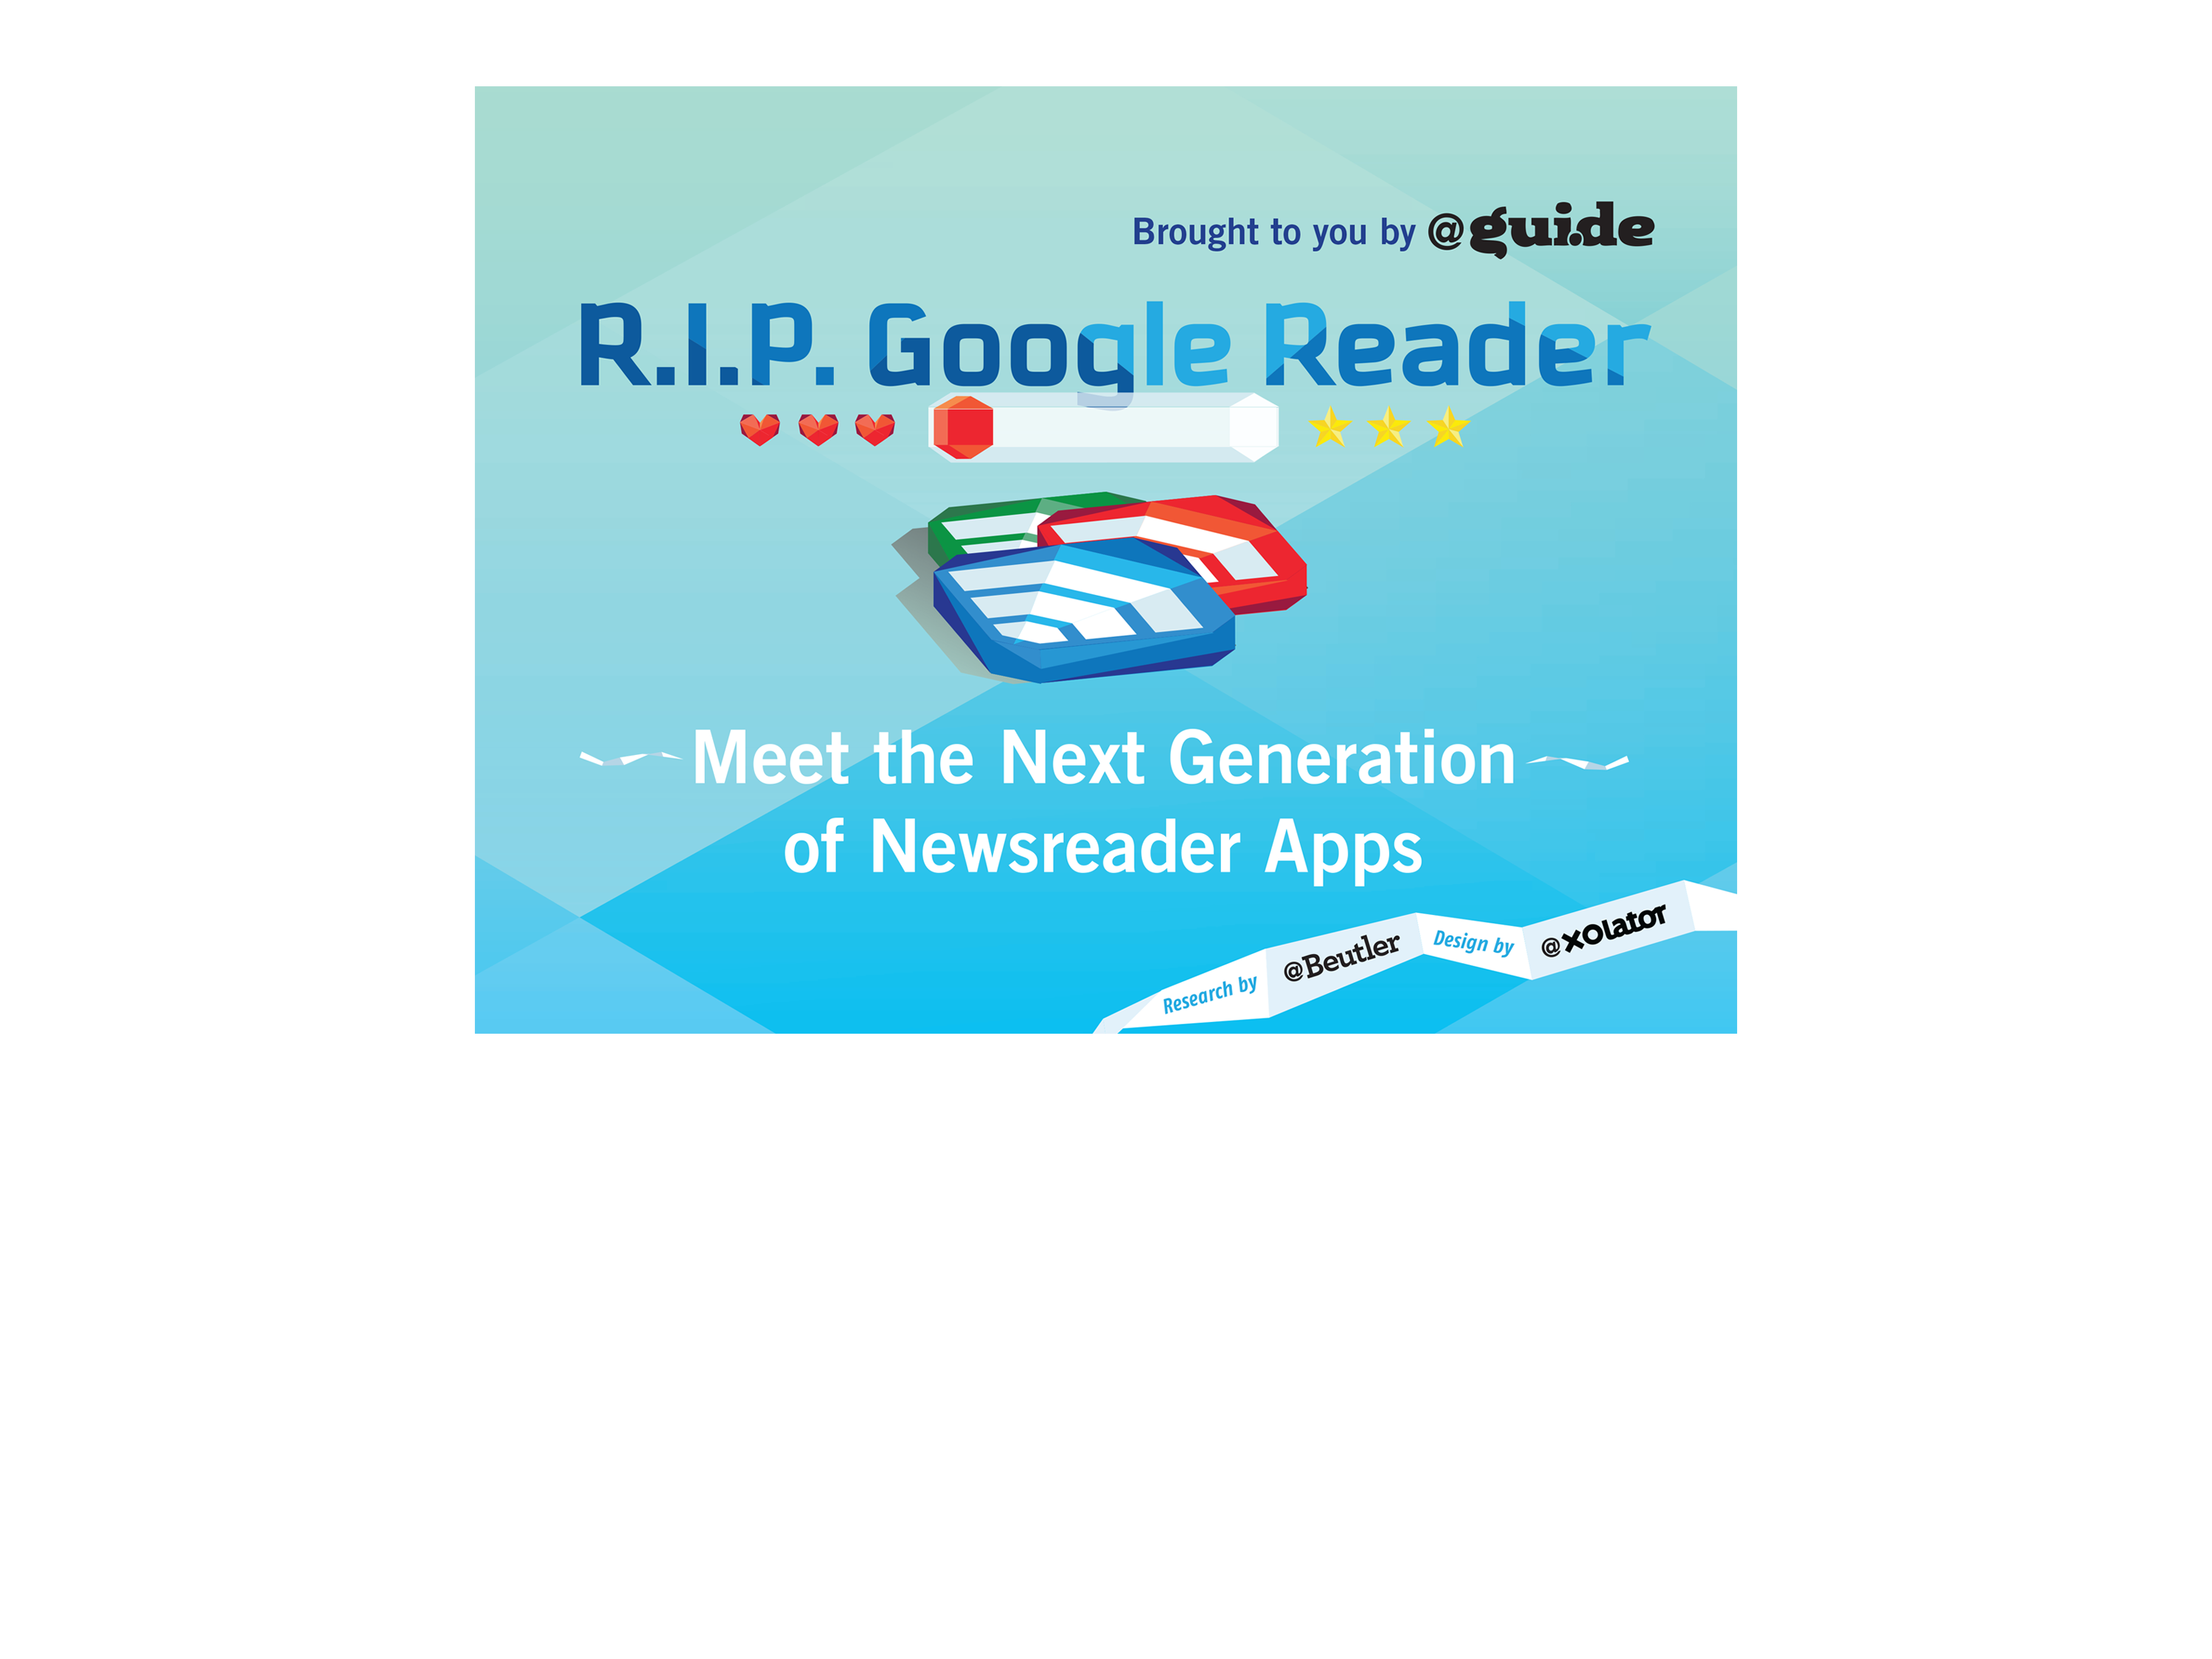 Brought to you by @guide
R.I.P. Google Reader
Meet the Next Generation
of Newsreader Apps
Research by @Beutler Design by @xolator